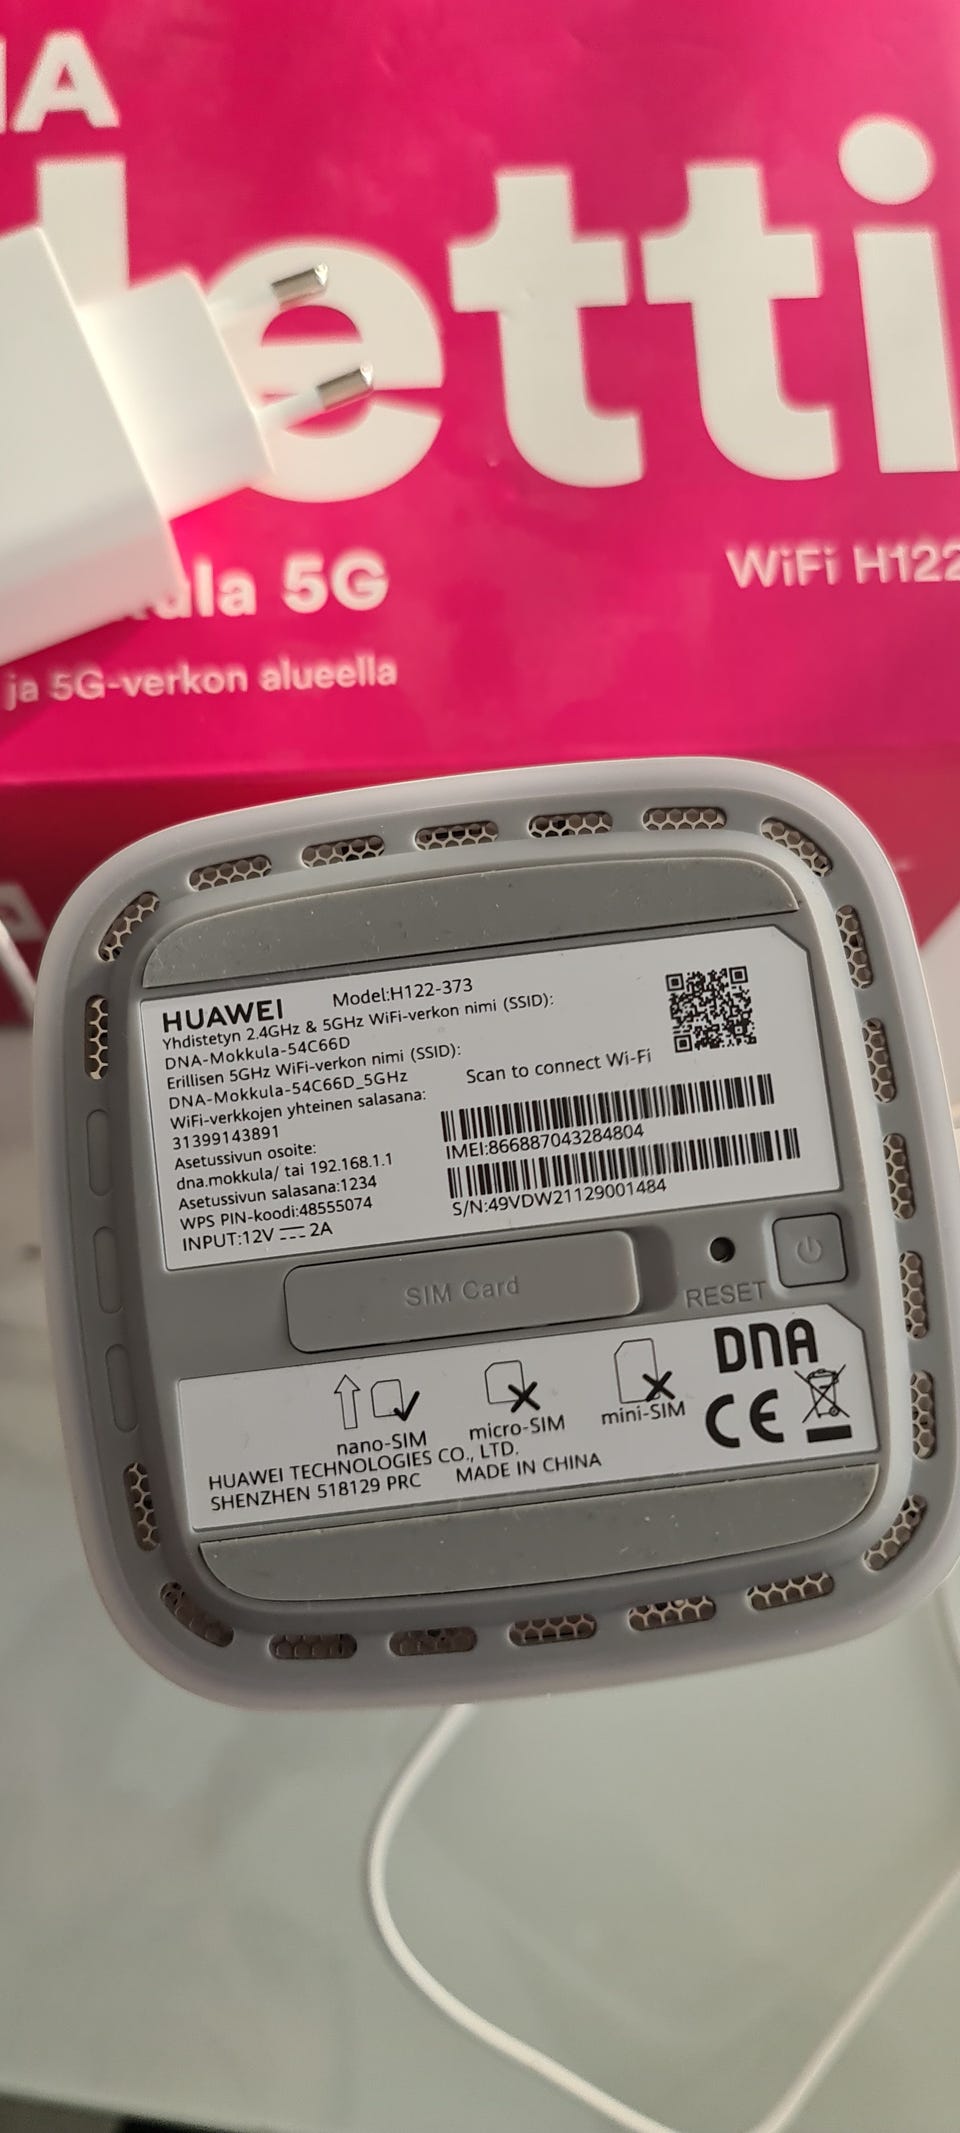 NA
etti
ula 5G
WiFi H122
ja 5G-verkon alueella
HUAWEI Model:H122-373
Yhdistetyn 2.4GHz & 5GHz WiFi-verkon nimi (SSID):
DNA-Mokkula-54C66D
Erillisen 5GHz WiFi-verkon nimi (SSID):
DNA-Mokkula-54C66D_5GHz
WiFi-verkkojen yhteinen salasana:
31399143891
Asetussivun osoite:
dna.mokkula/ tai 192.168.1.1
Asetussivun salasana:1234
WPS PIN-koodi:48555074
INPUT:12V ⎓ 2A
Scan to connect Wi-Fi
IMEI:866887043284804
S/N:49VDW21129001484
SIM Card
RESET
nano-SIM micro-SIM mini-SIM
DNA
CE
HUAWEI TECHNOLOGIES CO., LTD.
SHENZHEN 518129 PRC MADE IN CHINA